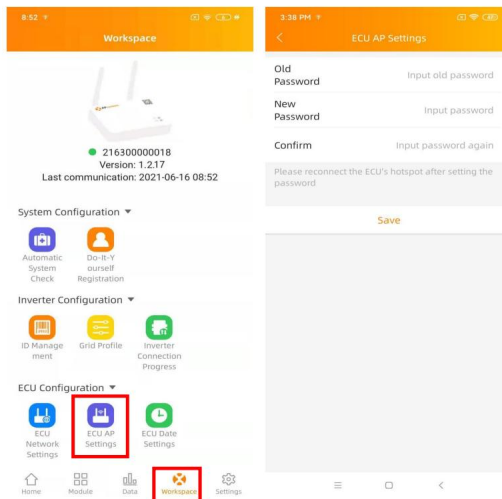 8:52
Workspace
216300000018
Version: 1.2.17
Last communication: 2021-06-16 08:52
System Configuration
Automatic
System
Check
Do-It-Y
ourself
Registration
Inverter Configuration
ID Manage
ment
Grid Profile
Inverter
Connection
Progress
ECU Configuration
ECU
Network
Settings
ECU AP
Settings
ECU Date
Settings
Home
Module
Data
Workspace
Settings
3:38 PM
ECU AP Settings
Old
Password
Input old password
New
Password
Input password
Confirm
Input password again
Please reconnect the ECU's hotspot after setting the
password
Save